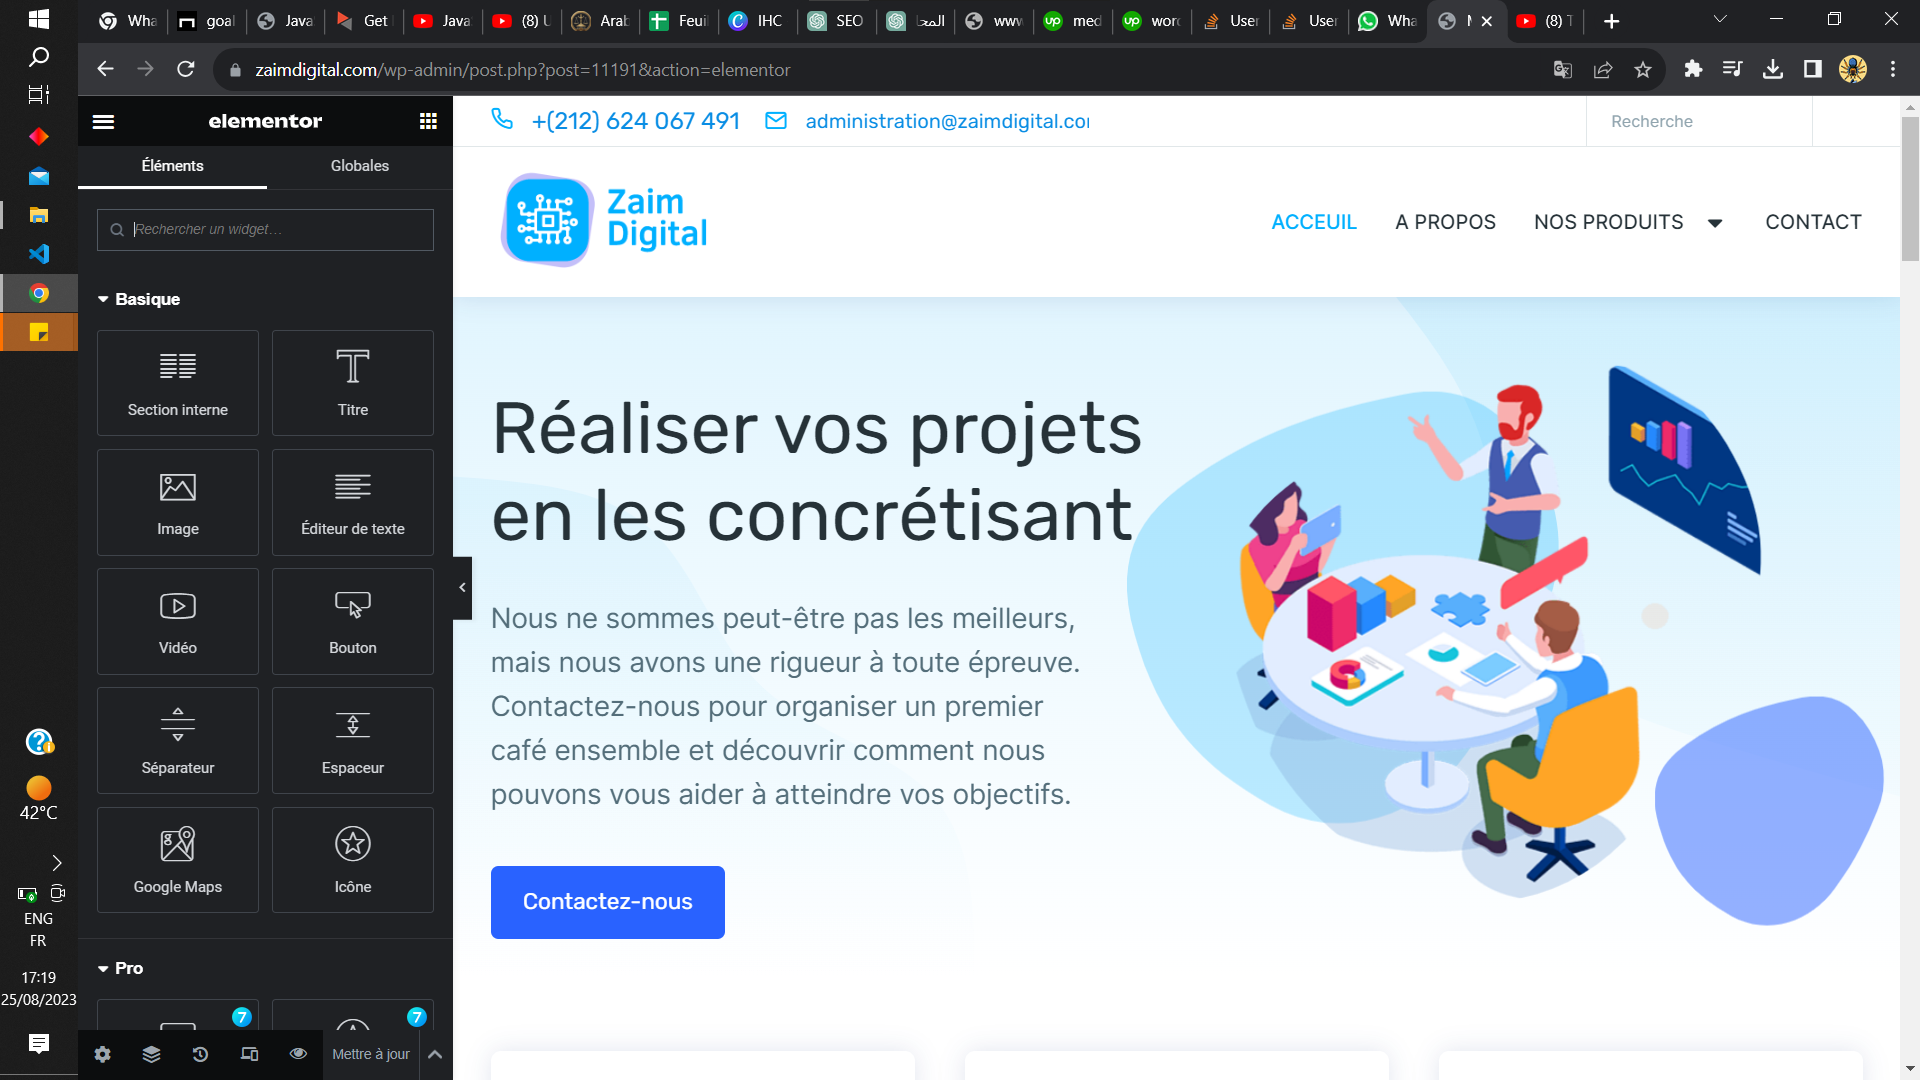 Wha
goal
Java
Get
Java
(8) U
Arab
Feuil
IHC
SEO
المجا
www
med
word
User
User
Wha
(8) T
zaimdigital.com/wp-admin/post.php?post=11191&action=elementor
elementor
Éléments
Globales
Rechercher un widget…
Basique
Section interne
Titre
Image
Éditeur de texte
Vidéo
Bouton
Séparateur
Espaceur
Google Maps
Icône
Pro
7
7
Mettre à jour
+(212) 624 067 491
administration@zaimdigital.com
Recherche
Zaim
Digital
ACCEUIL
A PROPOS
NOS PRODUITS
CONTACT
Réaliser vos projets
en les concrétisant
Nous ne sommes peut-être pas les meilleurs,
mais nous avons une rigueur à toute épreuve.
Contactez-nous pour organiser un premier
café ensemble et découvrir comment nous
pouvons vous aider à atteindre vos objectifs.
Contactez-nous
42°C
ENG
FR
17:19
25/08/2023